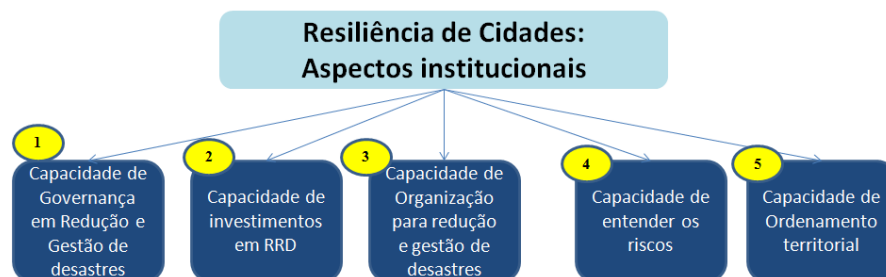 Resiliência de Cidades:
Aspectos institucionais
1
Capacidade de
Governança
em Redução e
Gestão de
desastres
2
Capacidade de
investimentos
em RRD
3
Capacidade de
Organização
para redução
e gestão de
desastres
4
Capacidade de
entender os
riscos
5
Capacidade de
Ordenamento
territorial